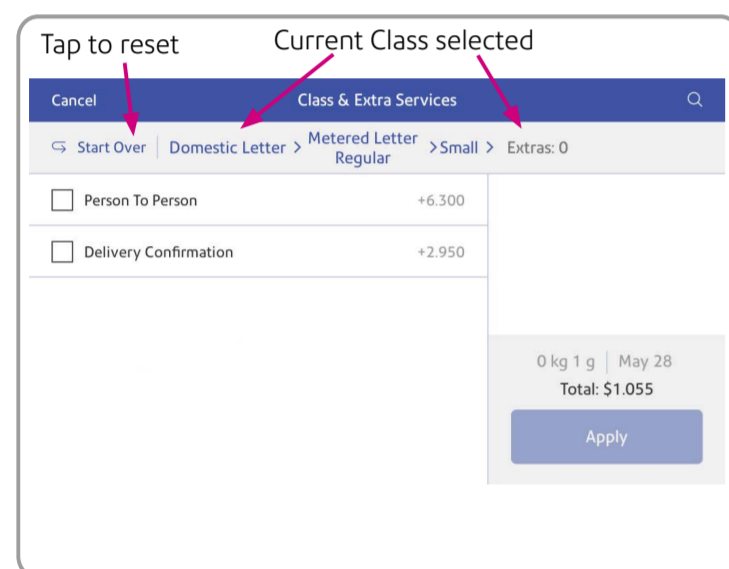 Tap to reset
Current Class selected
Cancel
Class & Extra Services
Start Over
Domestic Letter >
Metered Letter
Regular
> Small >
Extras: 0
Person To Person
+6.300
Delivery Confirmation
+2.950
0 kg 1 g | May 28
Total: $1.055
Apply